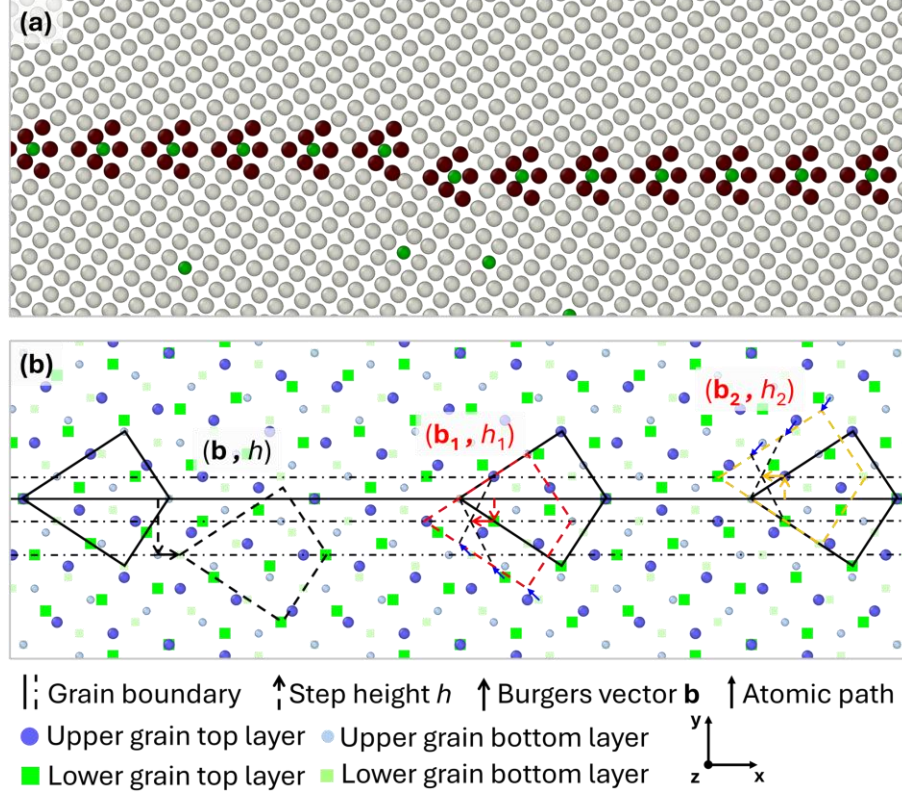 (a)
(b)
(b , h)
(b₁ , h₁)
(b₂ , h₂)
Grain boundary Step height h Burgers vector b Atomic path
Upper grain top layer Upper grain bottom layer
Lower grain top layer Lower grain bottom layer
y
z x